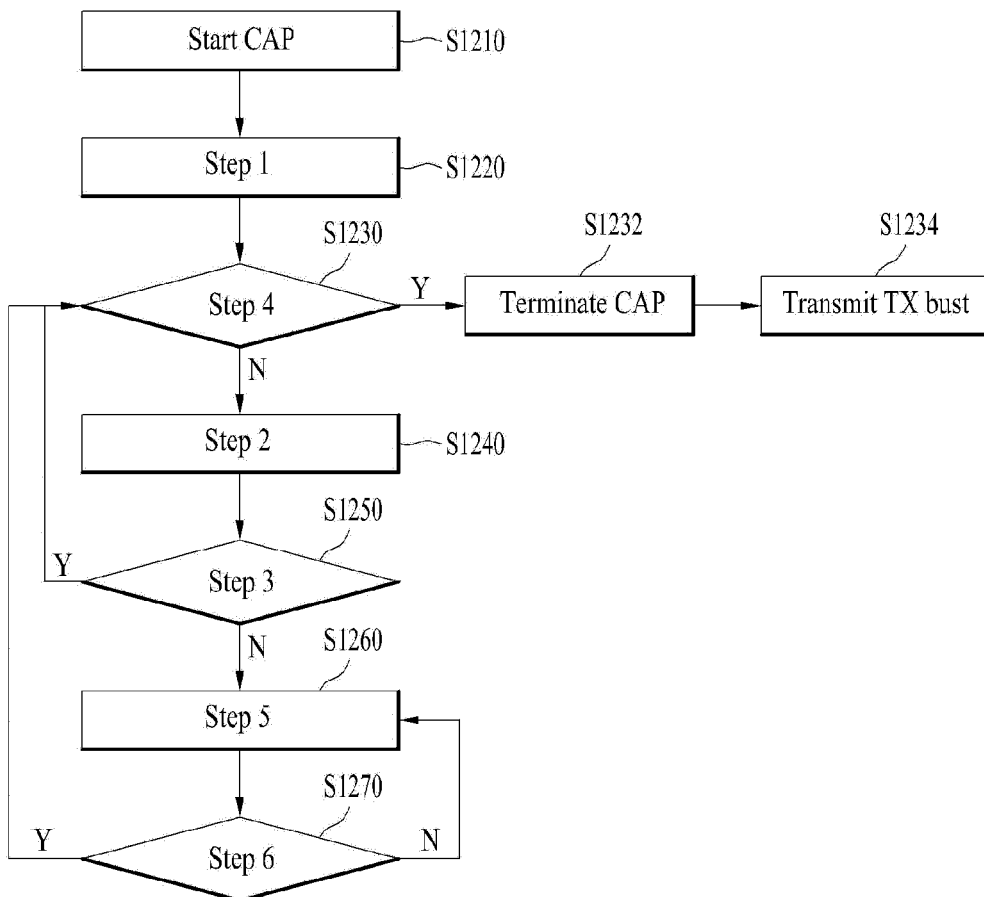 Start CAP
S1210
Step 1
S1220
S1230
Step 4
Y
N
S1232
Terminate CAP
S1234
Transmit TX bust
Step 2
S1240
S1250
Step 3
Y
N
S1260
Step 5
S1270
Step 6
Y
N